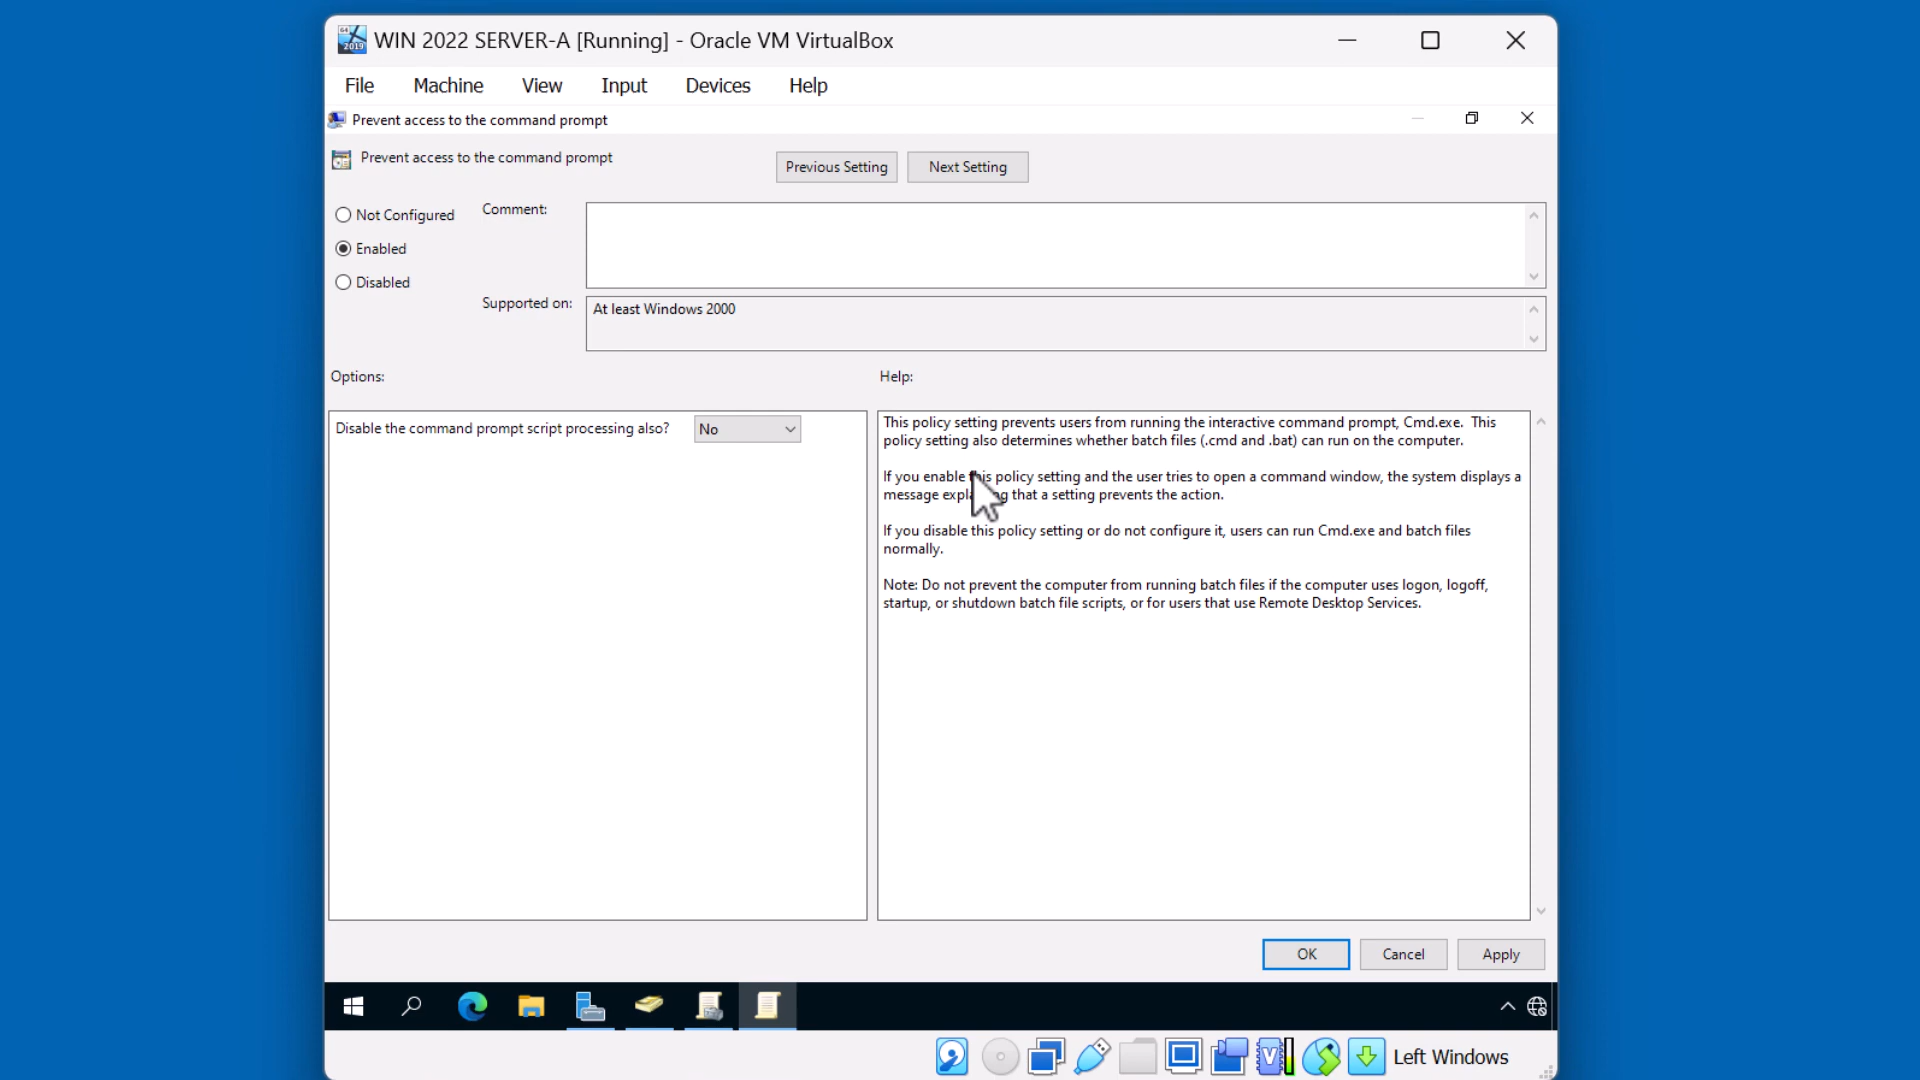 WIN 2022 SERVER-A [Running] - Oracle VM VirtualBox
File Machine View Input Devices Help
Prevent access to the command prompt
Prevent access to the command prompt
Previous Setting Next Setting
Not Configured
Comment:
Enabled
Disabled
Supported on:
At least Windows 2000
Options:
Help:
Disable the command prompt script processing also? No
This policy setting prevents users from running the interactive command prompt, Cmd.exe. This
policy setting also determines whether batch files (.cmd and .bat) can run on the computer.
If you enable this policy setting and the user tries to open a command window, the system displays a
message explaining that a setting prevents the action.
If you disable this policy setting or do not configure it, users can run Cmd.exe and batch files
normally.
Note: Do not prevent the computer from running batch files if the computer uses logon, logoff,
startup, or shutdown batch file scripts, or for users that use Remote Desktop Services.
OK Cancel Apply
Left Windows